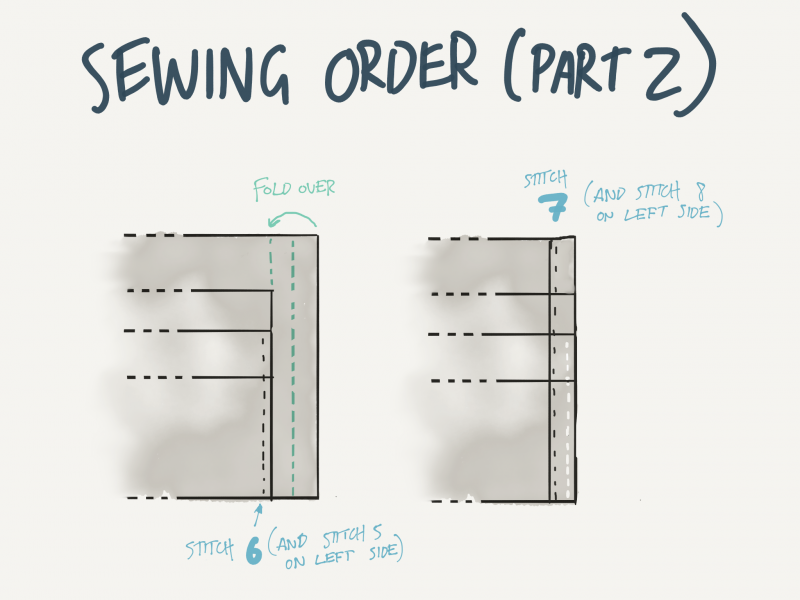 SEWING ORDER (PART 2)
FOLD OVER
STITCH
7 (AND STITCH 8
ON LEFT SIDE)
STITCH 6 (AND STITCH 5
ON LEFT SIDE)